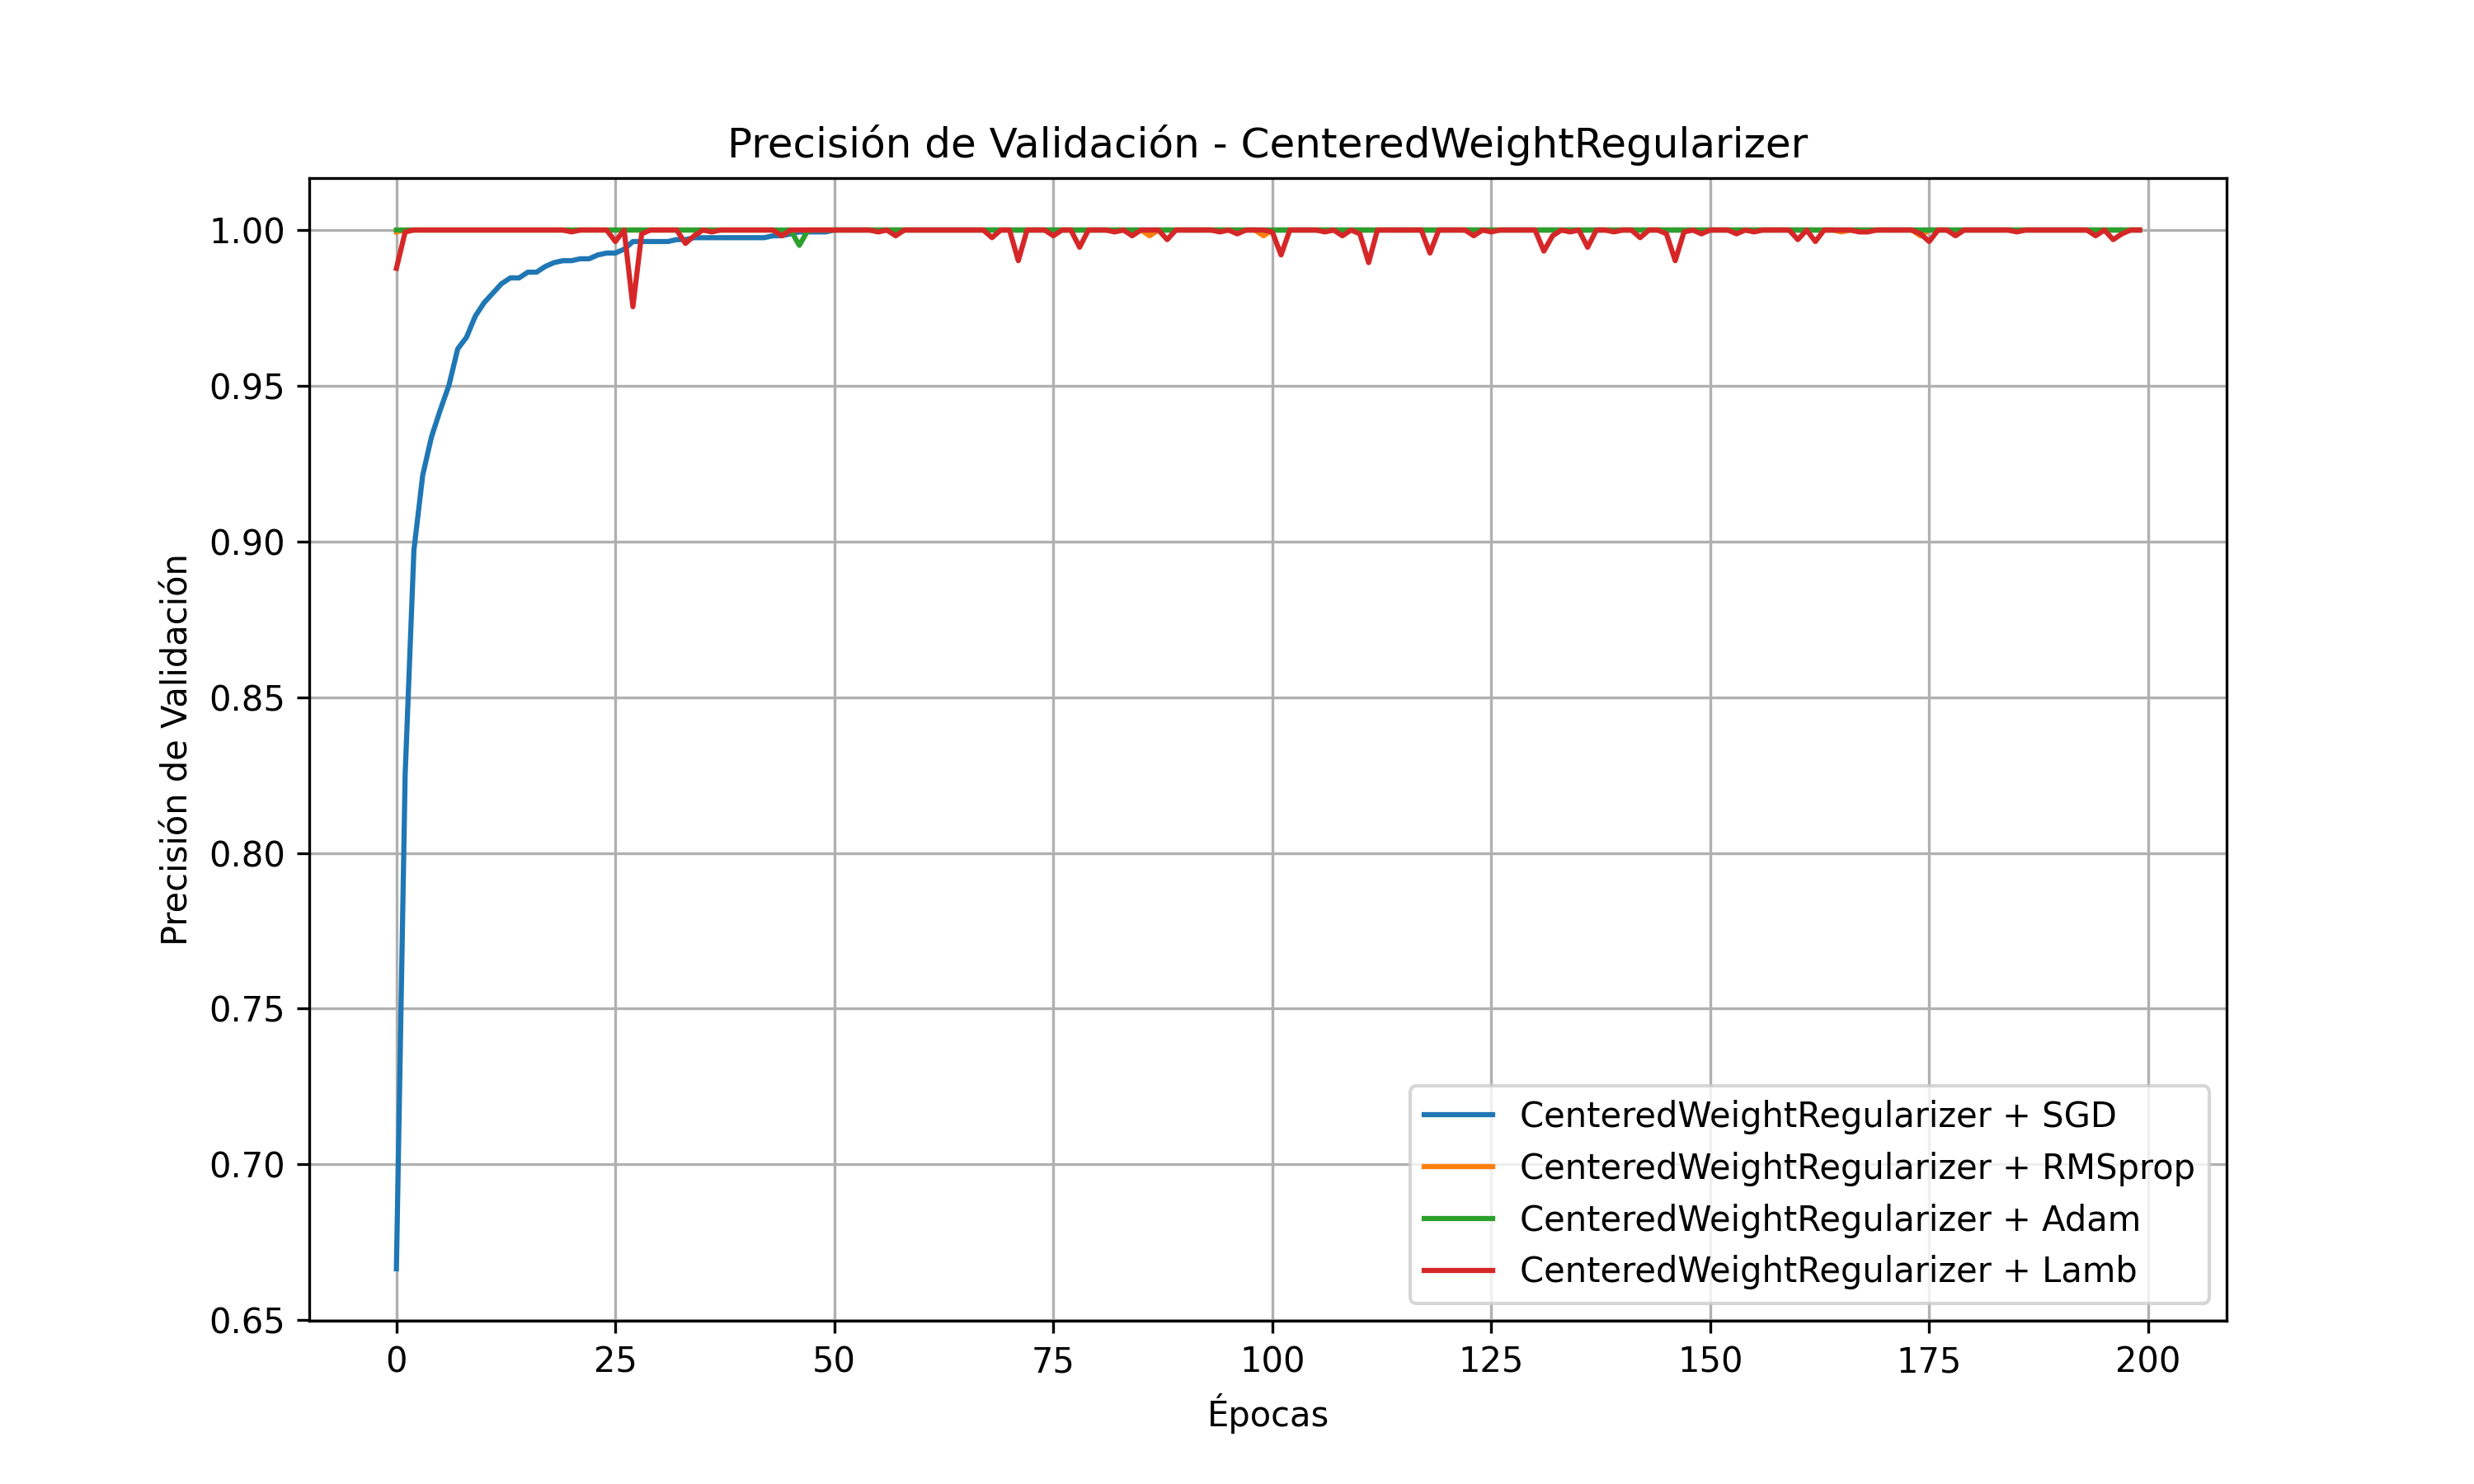 Precisión de Validación - CenteredWeightRegularizer
1.00
0.95
0.90
0.85
0.80
0.75
0.70
0.65
Precisión de Validación
CenteredWeightRegularizer + SGD
CenteredWeightRegularizer + RMSprop
CenteredWeightRegularizer + Adam
CenteredWeightRegularizer + Lamb
0 25 50 75 100 125 150 175 200
Épocas